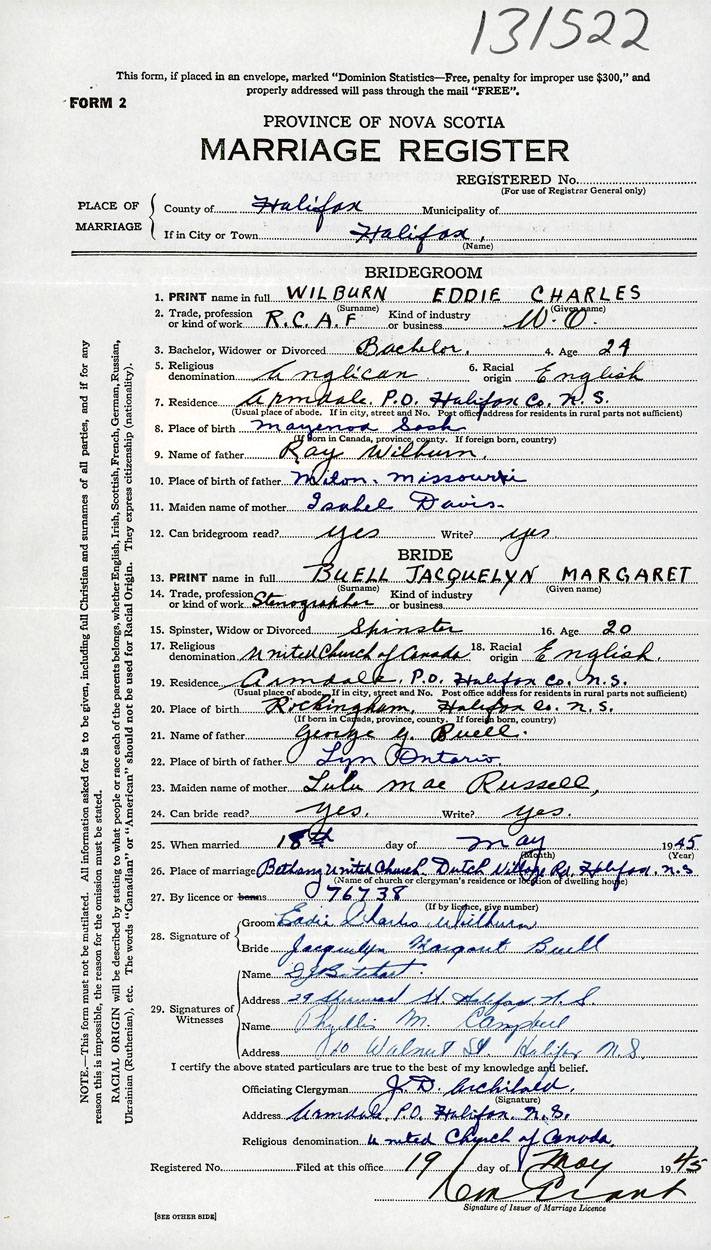 131522
This form, if placed in an envelope, marked "Dominion Statistics—Free, penalty for improper use $300," and
properly addressed will pass through the mail "FREE".
FORM 2
PROVINCE OF NOVA SCOTIA
MARRIAGE REGISTER
REGISTERED No.
(For use of Registrar General only)
PLACE OF MARRIAGE
County of Halifax Municipality of
If in City or Town Halifax,
(Name)
BRIDEGROOM
1. PRINT name in full WILBURN EDDIE CHARLES
(Surname) (Given name)
2. Trade, profession or kind of work R.C.A.F Kind of industry or business W.O.
3. Bachelor, Widower or Divorced Bachelor. 4. Age 24
5. Religious denomination Anglican 6. Racial origin English
7. Residence Armdale. P.O. Halifax Co. N.S.
(Usual place of abode. If in city, street and No. Post office address for residents in rural parts not sufficient)
8. Place of birth Sask
(If born in Canada, province, county. If foreign born, country)
9. Name of father Ray Wilburn.
10. Place of birth of father Milon. Missourri
11. Maiden name of mother Isabel Davis.
12. Can bridegroom read? yes Write? yes.
BRIDE
13. PRINT name in full BUELL JACQUELYN MARGARET
(Surname) (Given name)
14. Trade, profession or kind of work Stenographer Kind of industry or business
15. Spinster, Widow or Divorced Spinster 16. Age 20
17. Religious denomination United Church of Canada 18. Racial origin English.
19. Residence Armdale. P.O. Halifax Co. N.S.
(Usual place of abode. If in city, street and No. Post office address for residents in rural parts not sufficient)
20. Place of birth Rockingham, Halifax Co. N.S.
(If born in Canada, province, county. If foreign born, country)
21. Name of father George G. Buell.
22. Place of birth of father Lyn Ontario.
23. Maiden name of mother Lulu Mae Russell,
24. Can bride read? yes. Write? yes.
25. When married 18th day of May 1945
(Month) (Year)
26. Place of marriage Bethany United Church. Dutch Village Rd, Halifax. N.S
(Name of church or clergyman's residence or location of dwelling house)
27. By licence or banns 76738
(If by licence, give number)
28. Signature of
Groom Eddie Charles Wilburn
Bride Jacquelyn Margaret Buell
29. Signatures of Witnesses
Name
Address 29 Sherwood St. Halifax N.S.
Name Phyllis M. Campbell
Address Walnut St. Halifax N.S.
I certify the above stated particulars are true to the best of my knowledge and belief.
Officiating Clergyman J. D. Archibald.
(Signature)
Address Armdale, P.O. Halifax. N.S.
Religious denomination United Church of Canada,
Registered No. Filed at this office 19 day of May 1945
Grant
Signature of Issuer of Marriage Licence
[SEE OTHER SIDE]
NOTE.—This form must not be mutilated. All information asked for is to be given, including full Christian and surnames of all parties, and if for any
reason this is impossible, the reason for the omission must be stated.
RACIAL ORIGIN will be described by stating to what people or race each of the parents belongs, whether English, Irish, Scottish, French, German, Russian,
Ukrainian (Ruthenian), etc. The words "Canadian" or "American" should not be used for Racial Origin. They express citizenship (nationality).